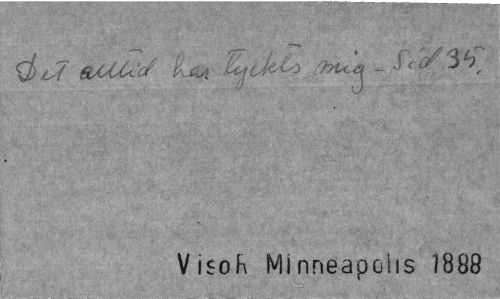 Det alltid har tyckts mig - Sid 35.
Visoh Minneapolis 1888